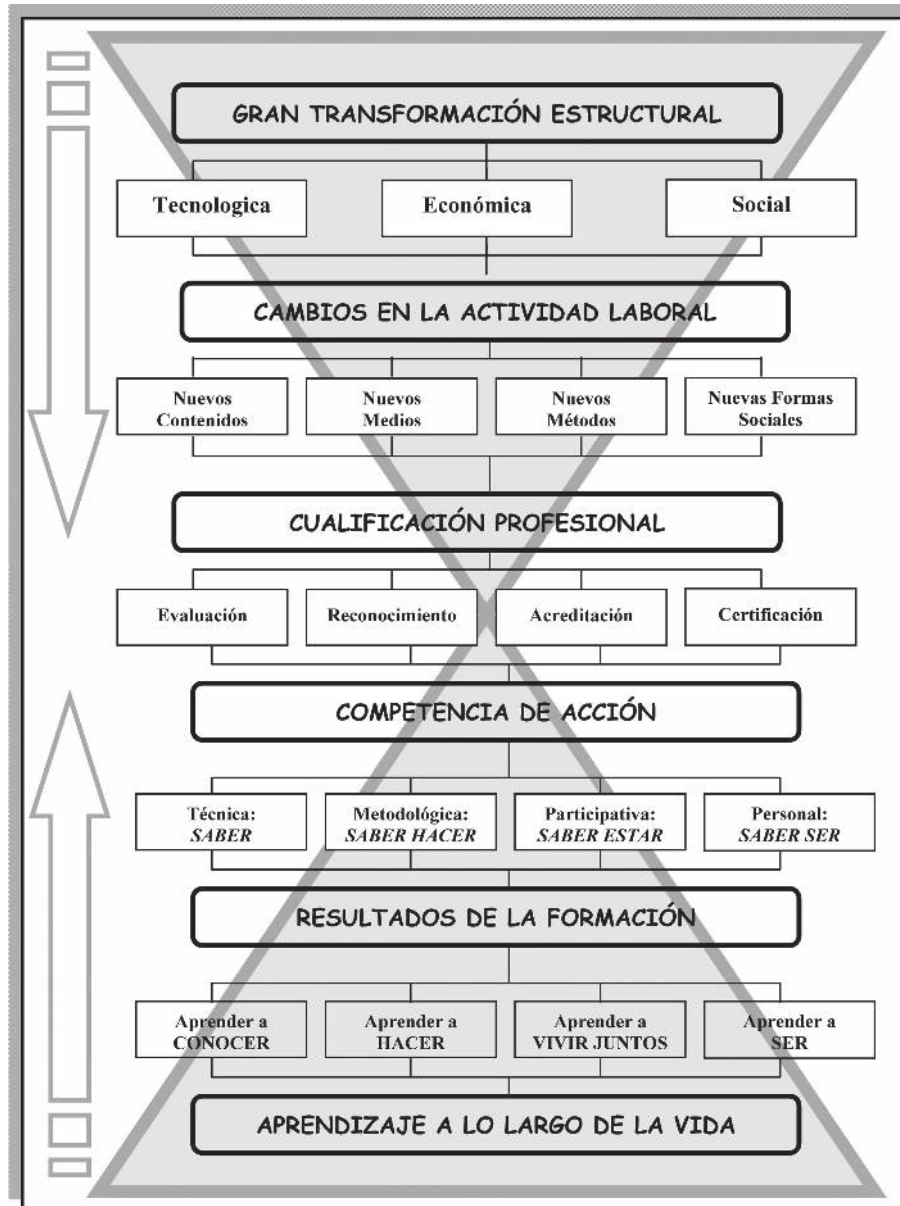 GRAN TRANSFORMACIÓN ESTRUCTURAL
Tecnologica
Económica
Social
CAMBIOS EN LA ACTIVIDAD LABORAL
Nuevos
Contenidos
Nuevos
Medios
Nuevos
Métodos
Nuevas Formas
Sociales
CUALIFICACIÓN PROFESIONAL
Evaluación
Reconocimiento
Acreditación
Certificación
COMPETENCIA DE ACCIÓN
Técnica:
SABER
Metodológica:
SABER HACER
Participativa:
SABER ESTAR
Personal:
SABER SER
RESULTADOS DE LA FORMACIÓN
Aprender a
CONOCER
Aprender a
HACER
Aprender a
VIVIR JUNTOS
Aprender a
SER
APRENDIZAJE A LO LARGO DE LA VIDA